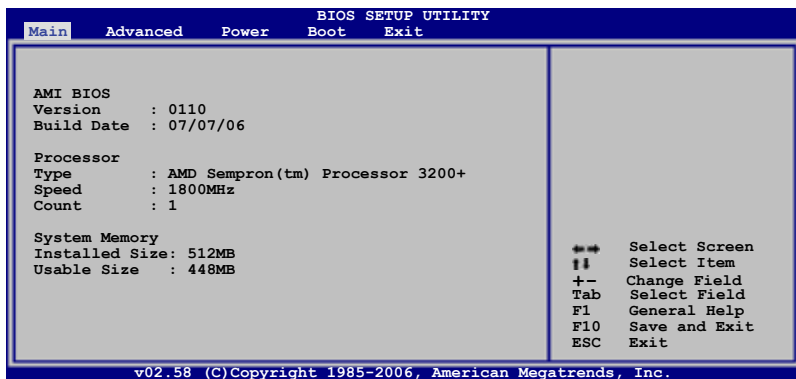 BIOS SETUP UTILITY
Main Advanced Power Boot Exit
AMI BIOS
Version : 0110
Build Date : 07/07/06
Processor
Type : AMD Sempron(tm) Processor 3200+
Speed : 1800MHz
Count : 1
System Memory
Installed Size: 512MB
Usable Size : 448MB
←→ Select Screen
↑↓ Select Item
+- Change Field
Tab Select Field
F1 General Help
F10 Save and Exit
ESC Exit
v02.58 (C)Copyright 1985-2006, American Megatrends, Inc.